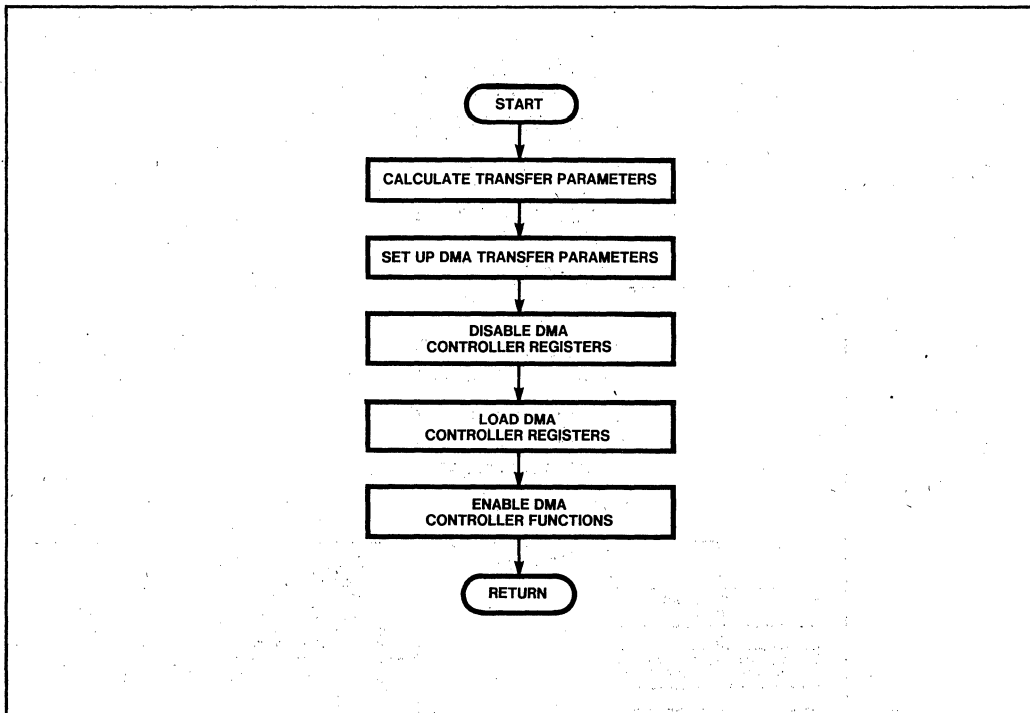 START
CALCULATE TRANSFER PARAMETERS
SET UP DMA TRANSFER PARAMETERS
DISABLE DMA
CONTROLLER REGISTERS
LOAD DMA
CONTROLLER REGISTERS
ENABLE DMA
CONTROLLER FUNCTIONS
RETURN